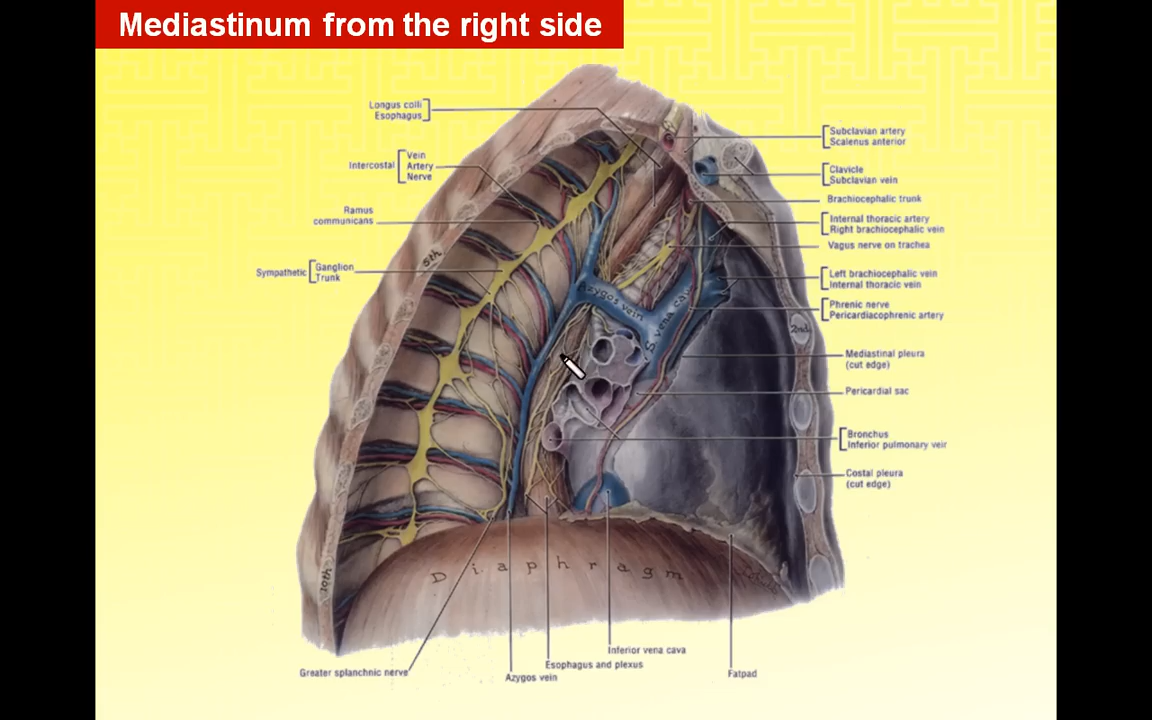 Mediastinum from the right side
Longus colli
Esophagus
Intercostal
Vein
Artery
Nerve
Ramus
communicans
Sympathetic
Ganglion
Trunk
Subclavian artery
Scalenus anterior
Clavicle
Subclavian vein
Brachiocephalic trunk
Internal thoracic artery
Right brachiocephalic vein
Vagus nerve on trachea
Left brachiocephalic vein
Internal thoracic vein
Phrenic nerve
Pericardiacophrenic artery
Mediastinal pleura
(cut edge)
Pericardial sac
Bronchus
Inferior pulmonary veir
Costal pleura
(cut edge)
5th
10th
2nd
Azygos vein
S. vena cava
Diaphragm
Greater splanchnic nerve
Azygos vein
Esophagus and plexus
Inferior vena cava
Fatpad